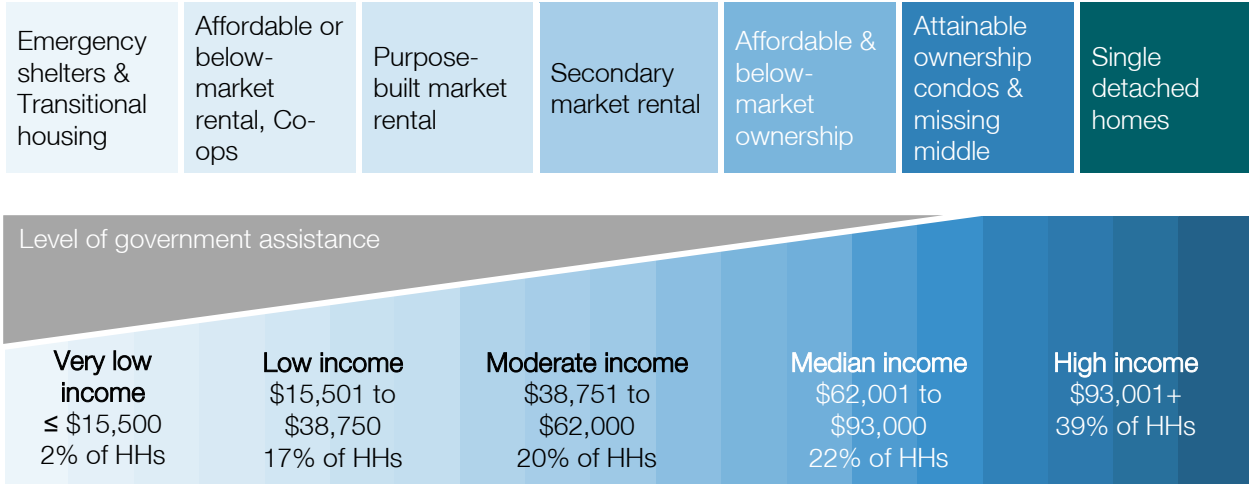 Emergency
shelters &
Transitional
housing
Affordable or
below-
market
rental, Co-
ops
Purpose-
built market
rental
Secondary
market rental
Affordable &
below-
market
ownership
Attainable
ownership
condos &
missing
middle
Single
detached
homes
Level of government assistance
Very low
income
≤ $15,500
2% of HHs
Low income
$15,501 to
$38,750
17% of HHs
Moderate income
$38,751 to
$62,000
20% of HHs
Median income
$62,001 to
$93,000
22% of HHs
High income
$93,001+
39% of HHs